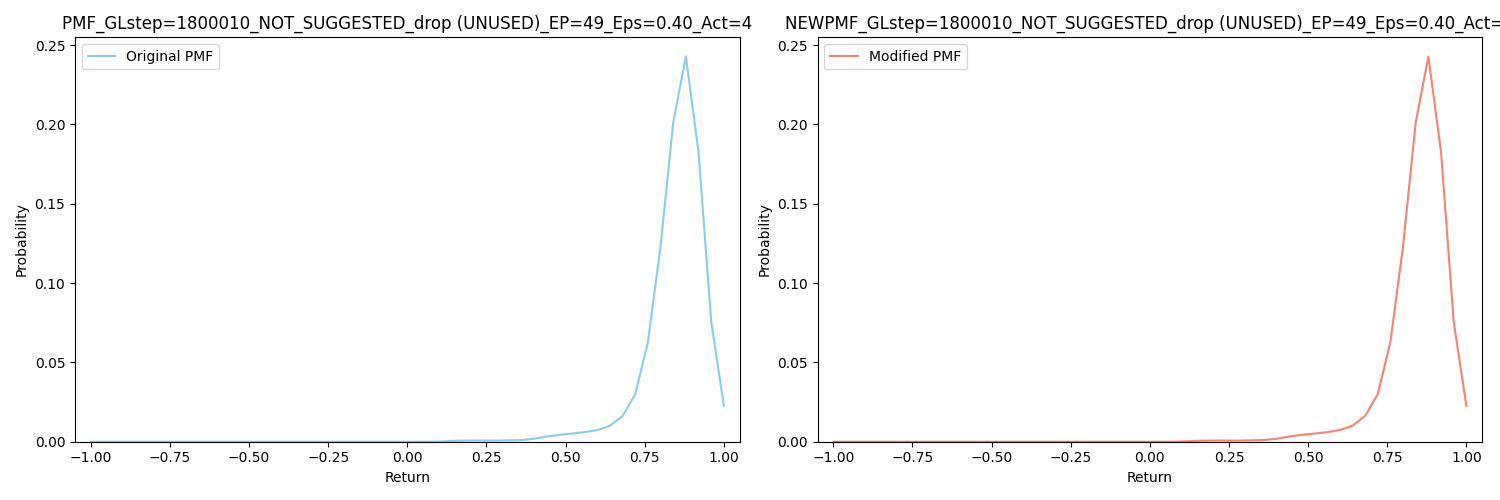 PMF_GLstep=1800010_NOT_SUGGESTED_drop (UNUSED)_EP=49_Eps=0.40_Act=4
Original PMF
0.25
0.20
0.15
0.10
0.05
0.00
Probability
−1.00 −0.75 −0.50 −0.25 0.00 0.25 0.50 0.75 1.00
Return
NEWPMF_GLstep=1800010_NOT_SUGGESTED_drop (UNUSED)_EP=49_Eps=0.40_Act=
Modified PMF
0.25
0.20
0.15
0.10
0.05
0.00
Probability
−1.00 −0.75 −0.50 −0.25 0.00 0.25 0.50 0.75 1.00
Return